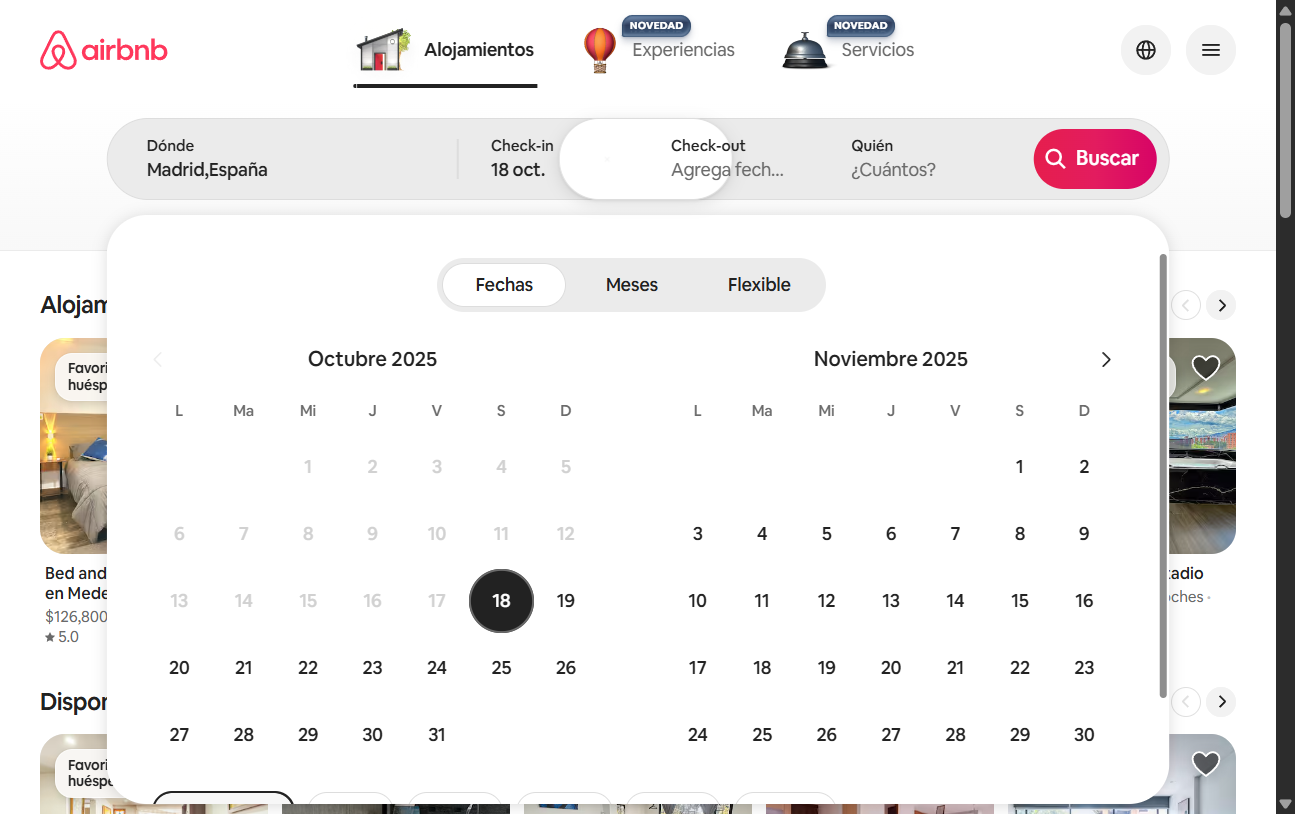 airbnb
Alojamientos
NOVEDAD
Experiencias
NOVEDAD
Servicios
Dónde
Madrid,España
Check-in
18 oct.
Check-out
Agrega fech...
Quién
¿Cuántos?
Buscar
Fechas
Meses
Flexible
Alojam
Octubre 2025
L Ma Mi J V S D
1 2 3 4 5
6 7 8 9 10 11 12
13 14 15 16 17 18 19
20 21 22 23 24 25 26
27 28 29 30 31
Noviembre 2025
L Ma Mi J V S D
1 2
3 4 5 6 7 8 9
10 11 12 13 14 15 16
17 18 19 20 21 22 23
24 25 26 27 28 29 30
Favori
huésp
Bed and
en Mede
$126,800
5.0
tadio
oches ·
Dispon
Favori
huéspe